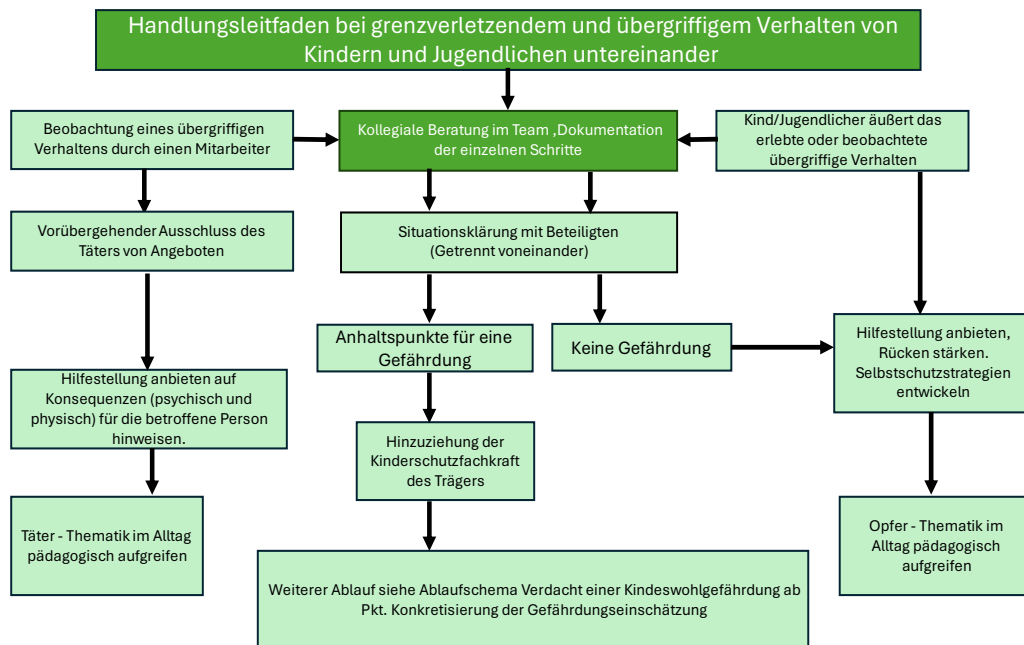 Handlungsleitfaden bei grenzverletzendem und übergriffigem Verhalten von
Kindern und Jugendlichen untereinander
Beobachtung eines übergriffigen
Verhaltens durch einen Mitarbeiter
Kollegiale Beratung im Team ,Dokumentation
der einzelnen Schritte
Kind/Jugendlicher äußert das
erlebte oder beobachtete
übergriffige Verhalten
Vorübergehender Ausschluss des
Täters von Angeboten
Situationsklärung mit Beteiligten
(Getrennt voneinander)
Anhaltspunkte für eine
Gefährdung
Keine Gefährdung
Hilfestellung anbieten,
Rücken stärken.
Selbstschutzstrategien
entwickeln
Hilfestellung anbieten auf
Konsequenzen (psychisch und
physisch) für die betroffene Person
hinweisen.
Hinzuziehung der
Kinderschutzfachkraft
des Trägers
Täter - Thematik im Alltag
pädagogisch aufgreifen
Opfer - Thematik im
Alltag pädagogisch
aufgreifen
Weiterer Ablauf siehe Ablaufschema Verdacht einer Kindeswohlgefährdung ab
Pkt. Konkretisierung der Gefährdungseinschätzung